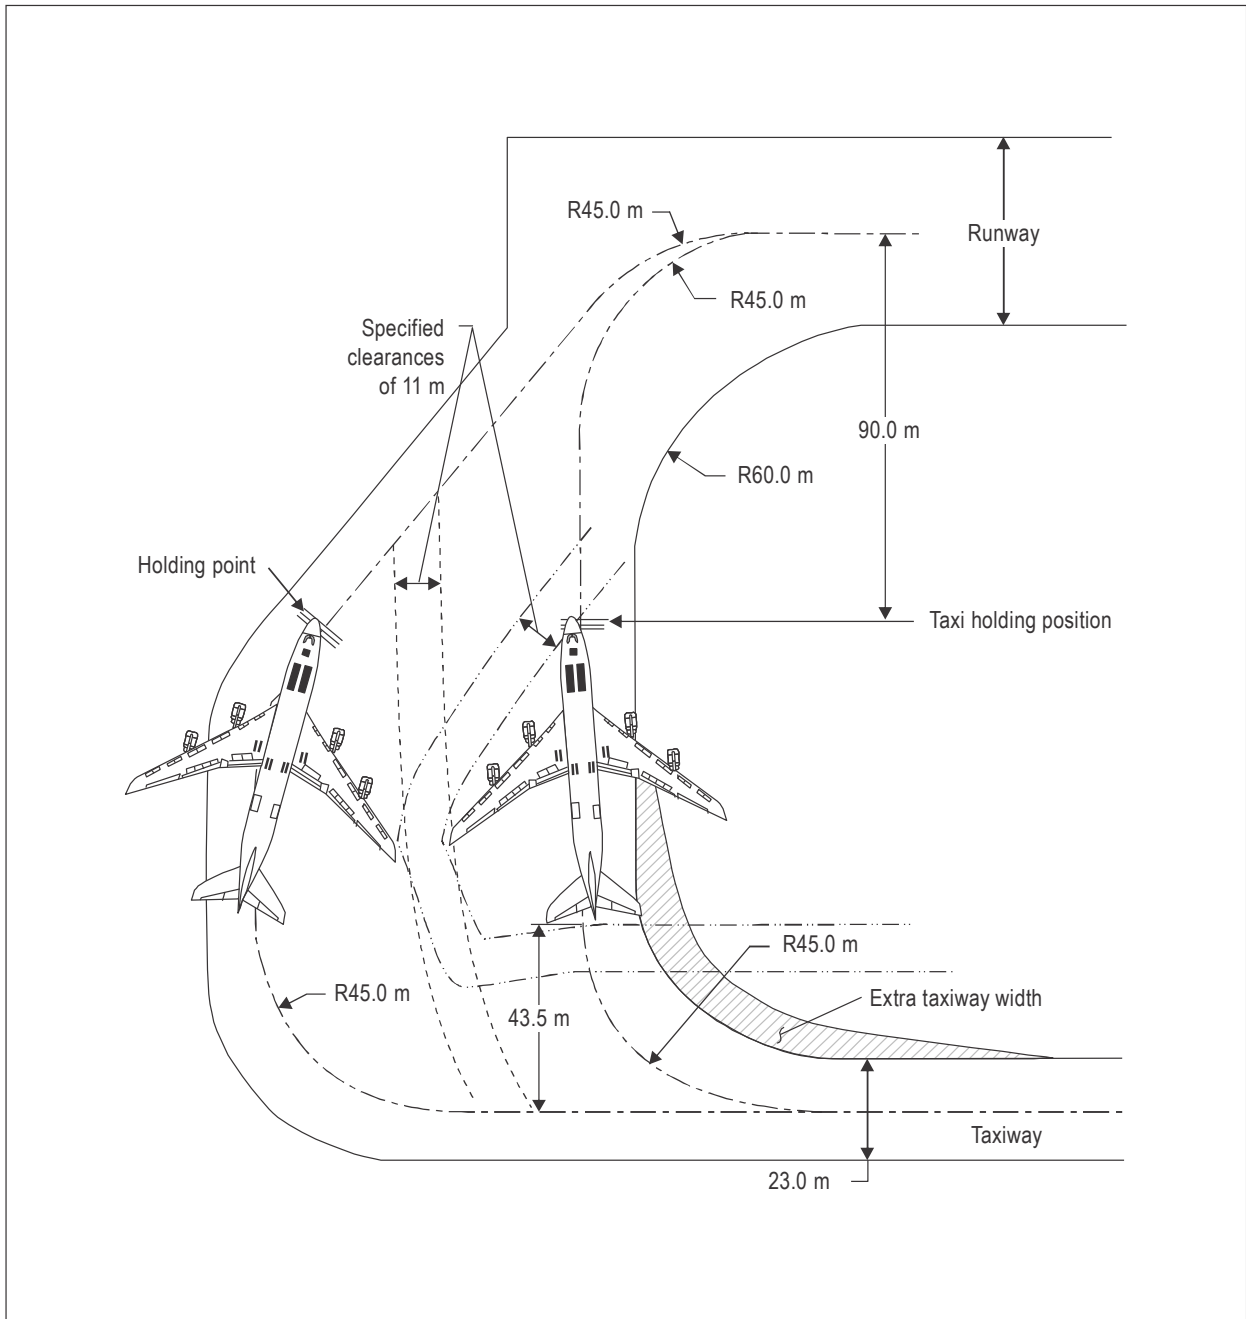 R45.0 m
Runway
R45.0 m
Specified
clearances
of 11 m
90.0 m
R60.0 m
Holding point
Taxi holding position
R45.0 m
R45.0 m
Extra taxiway width
43.5 m
Taxiway
23.0 m